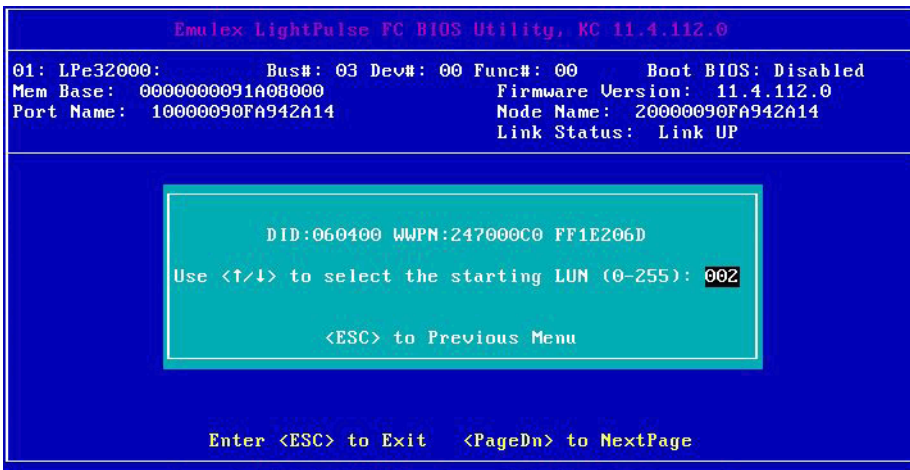 Emulex LightPulse FC BIOS Utility, KC 11.4.112.0
01: LPe32000: Bus#: 03 Dev#: 00 Func#: 00 Boot BIOS: Disabled
Mem Base: 0000000091A08000 Firmware Version: 11.4.112.0
Port Name: 10000090FA942A14 Node Name: 20000090FA942A14
Link Status: Link UP
DID:060400 WWPN:247000C0 FF1E206D
Use <↑/↓> to select the starting LUN (0-255): 002
<ESC> to Previous Menu
Enter <ESC> to Exit <PageDn> to NextPage